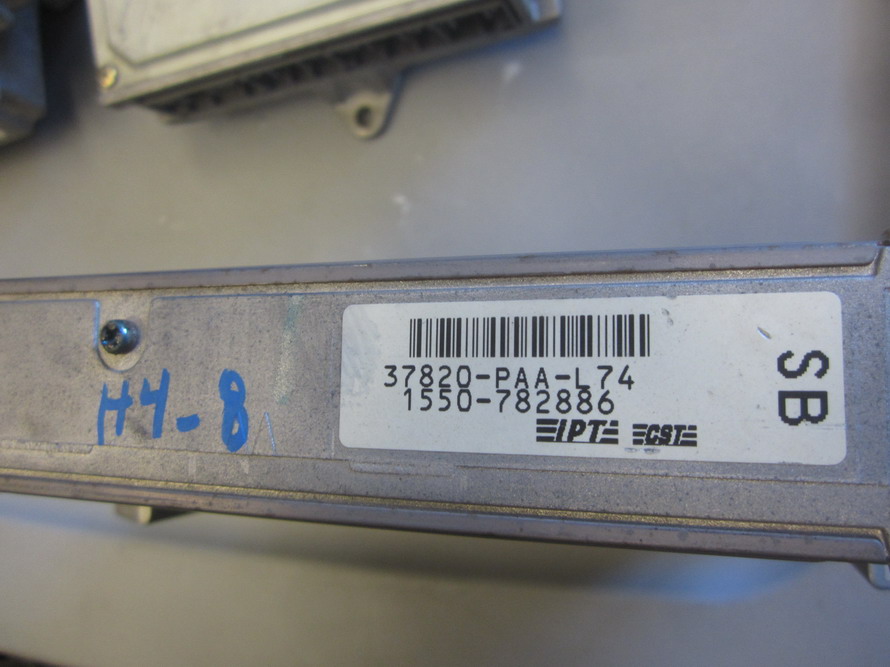 37820-PAA-L74
1550-782886
IPT CST
SB
H4-8